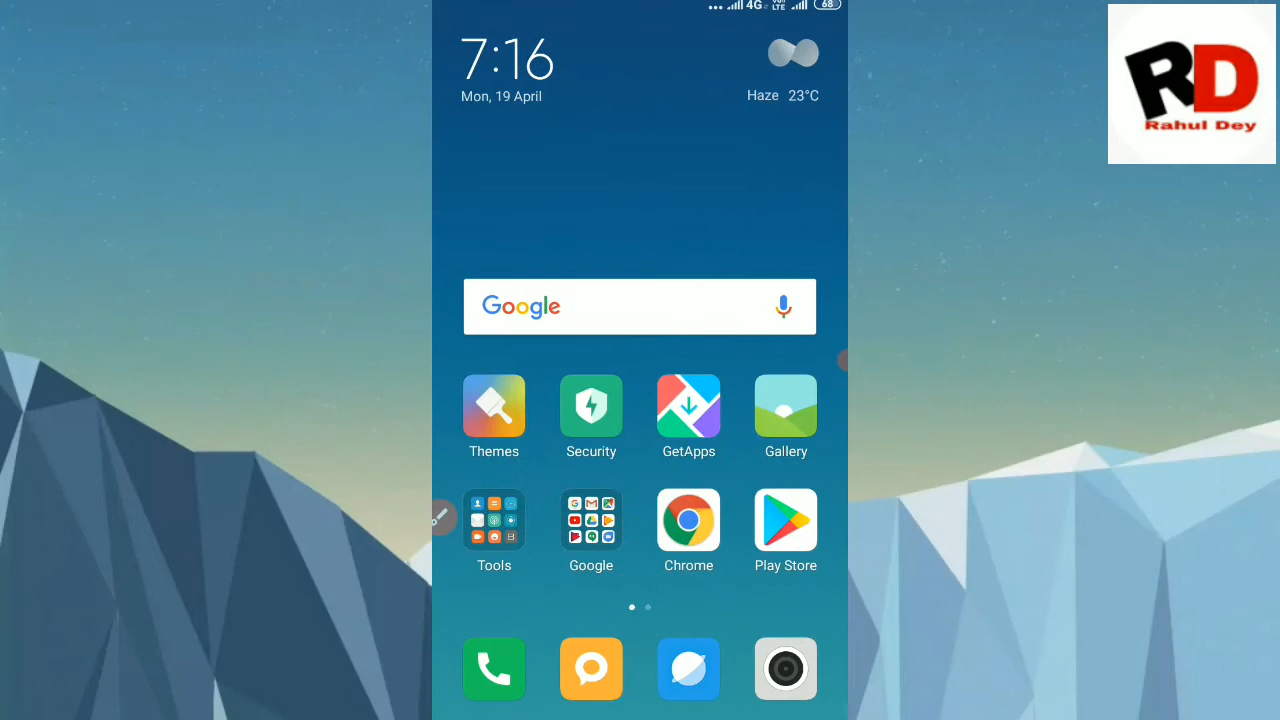 4G VoLTE 68
7:16
Mon, 19 April
Haze 23°C
RD
Rahul Dey
Google
Themes Security GetApps Gallery
Tools Google Chrome Play Store